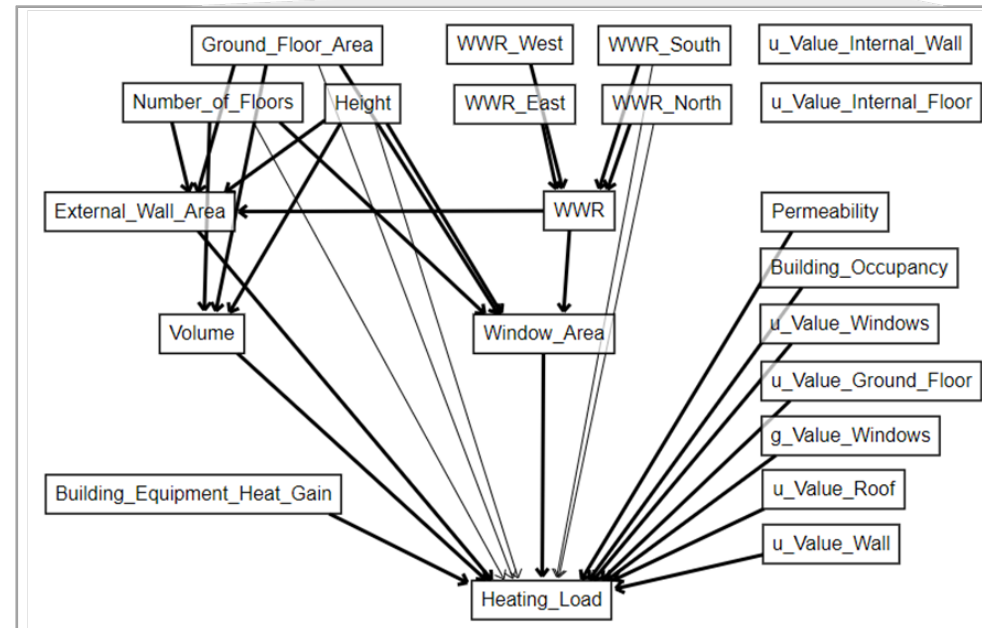 Ground_Floor_Area
WWR_West
WWR_South
u_Value_Internal_Wall
Number_of_Floors
Height
WWR_East
WWR_North
u_Value_Internal_Floor
External_Wall_Area
WWR
Permeability
Building_Occupancy
Volume
Window_Area
u_Value_Windows
u_Value_Ground_Floor
g_Value_Windows
Building_Equipment_Heat_Gain
u_Value_Roof
u_Value_Wall
Heating_Load